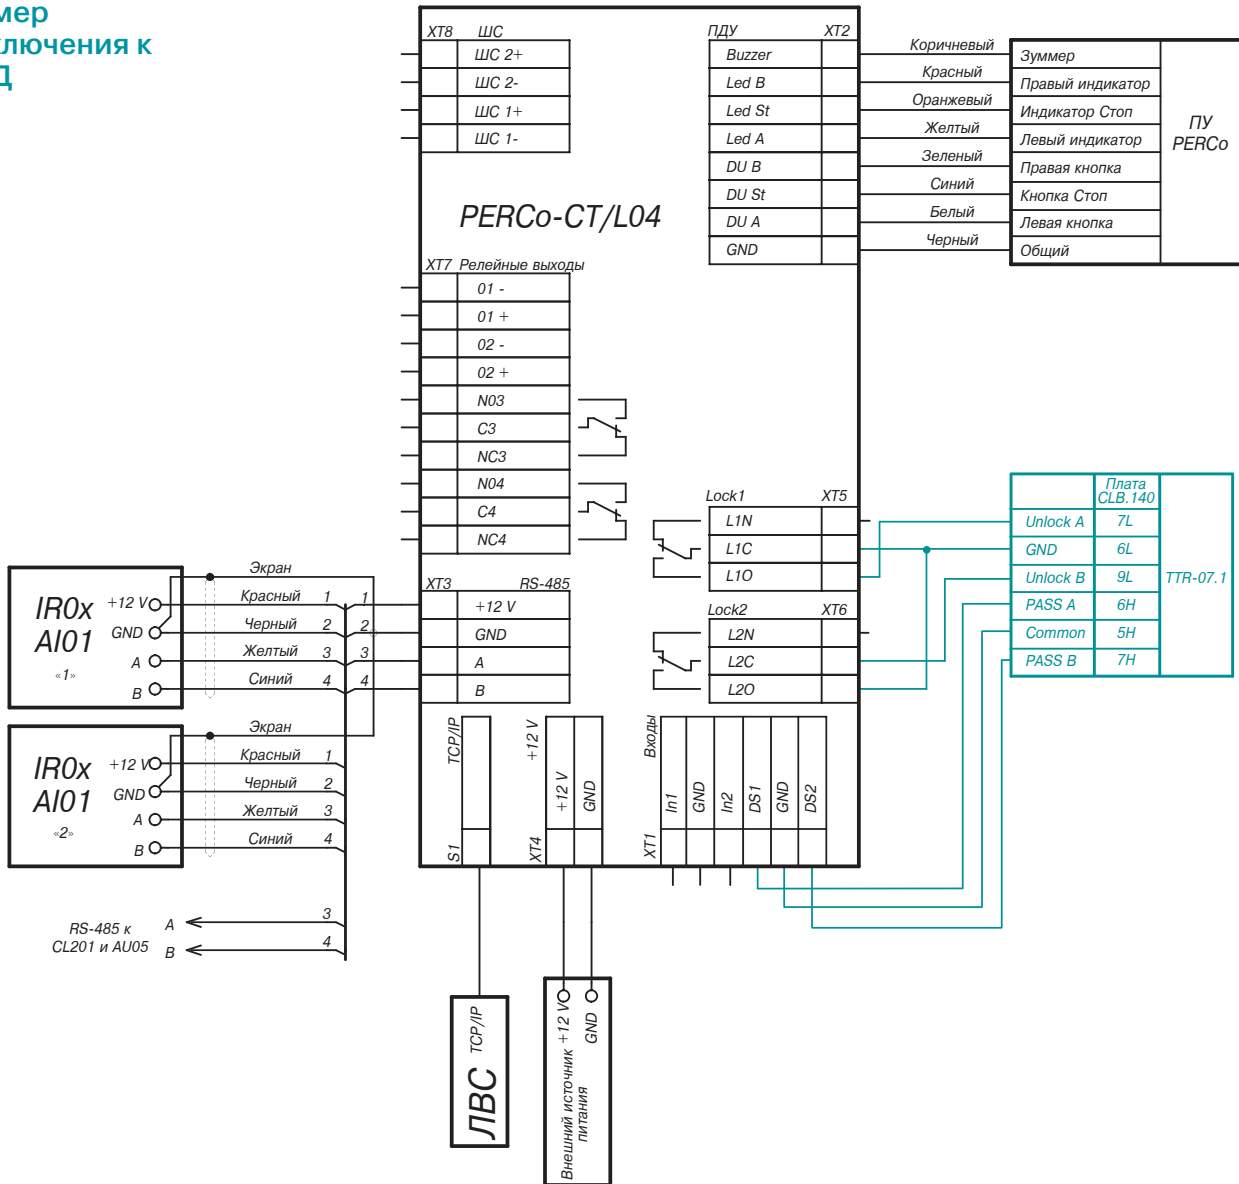 мер
ключения к
Д
XT8 ШС
ШС 2+
ШС 2-
ШС 1+
ШС 1-
ПДУ XT2
Buzzer
Led B
Led St
Led A
DU B
DU St
DU A
GND
Коричневый
Красный
Оранжевый
Желтый
Зеленый
Синий
Белый
Черный
Зуммер
Правый индикатор
Индикатор Стоп
Левый индикатор
Правая кнопка
Кнопка Стоп
Левая кнопка
Общий
ПУ
PERCo
PERCo-CT/L04
XT7 Релейные выходы
01 -
01 +
02 -
02 +
N03
C3
NC3
N04
C4
NC4
XT3 RS-485
+12 V
GND
A
B
Lock1 XT5
L1N
L1C
L1O
Lock2 XT6
L2N
L2C
L2O
Плата
CLB.140
Unlock A 7L
GND 6L
Unlock B 9L
PASS A 6H
Common 5H
PASS B 7H
TTR-07.1
IR0x
AI01
«1»
+12 V
GND
A
B
Экран
Красный 1 1
Черный 2 2
Желтый 3 3
Синий 4 4
IR0x
AI01
«2»
+12 V
GND
A
B
Экран
Красный 1
Черный 2
Желтый 3
Синий 4
RS-485 к
CL201 и AU05
A 3
B 4
TCP/IP
S1
+12 V
XT4
+12 V
GND
Входы
XT1
In1
GND
In2
DS1
GND
DS2
ЛВС TCP/IP
Внешний источник
питания
+12 V
GND